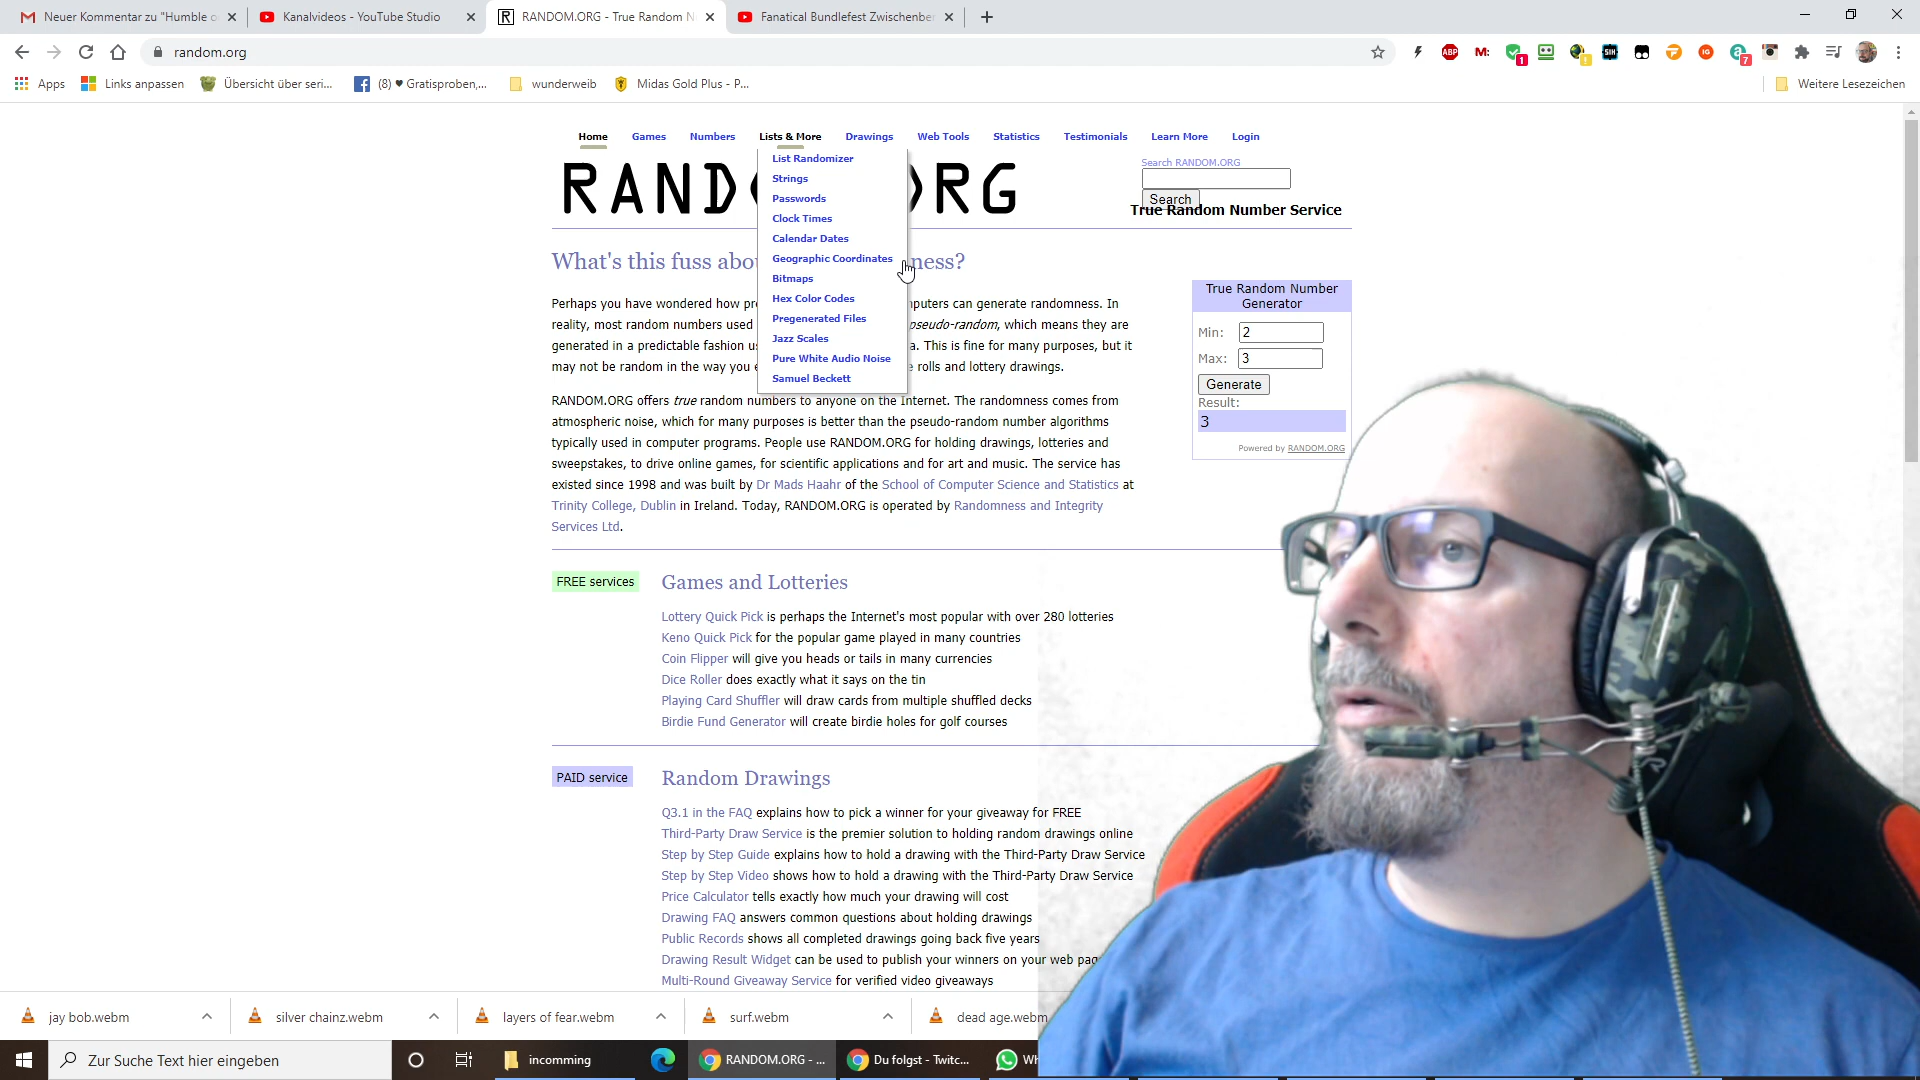 Neuer Kommentar zu "Humble
Kanalvideos - YouTube Studio
RANDOM.ORG - True Random N
Fanatical Bundlefest Zwischenber
random.org
ABP
M:
1
SIH
IG
7
Apps
Links anpassen
Übersicht über seri...
(8) ♥ Gratisproben,...
wunderweib
Midas Gold Plus - P...
Weitere Lesezeichen
Home
Games
Numbers
Lists & More
Drawings
Web Tools
Statistics
Testimonials
Learn More
Login
List Randomizer
Strings
Passwords
Clock Times
Calendar Dates
Geographic Coordinates
Bitmaps
Hex Color Codes
Pregenerated Files
Jazz Scales
Pure White Audio Noise
Samuel Beckett
RAND RG
Search RANDOM.ORG
Search
True Random Number Service
What's this fuss abou ness?
Perhaps you have wondered how pre puters can generate randomness. In
reality, most random numbers used pseudo-random, which means they are
generated in a predictable fashion us a. This is fine for many purposes, but it
may not be random in the way you e rolls and lottery drawings.
RANDOM.ORG offers true random numbers to anyone on the Internet. The randomness comes from
atmospheric noise, which for many purposes is better than the pseudo-random number algorithms
typically used in computer programs. People use RANDOM.ORG for holding drawings, lotteries and
sweepstakes, to drive online games, for scientific applications and for art and music. The service has
existed since 1998 and was built by Dr Mads Haahr of the School of Computer Science and Statistics at
Trinity College, Dublin in Ireland. Today, RANDOM.ORG is operated by Randomness and Integrity
Services Ltd.
True Random Number
Generator
Min: 2
Max: 3
Generate
Result:
3
Powered by RANDOM.ORG
FREE services
Games and Lotteries
Lottery Quick Pick is perhaps the Internet's most popular with over 280 lotteries
Keno Quick Pick for the popular game played in many countries
Coin Flipper will give you heads or tails in many currencies
Dice Roller does exactly what it says on the tin
Playing Card Shuffler will draw cards from multiple shuffled decks
Birdie Fund Generator will create birdie holes for golf courses
PAID service
Random Drawings
Q3.1 in the FAQ explains how to pick a winner for your giveaway for FREE
Third-Party Draw Service is the premier solution to holding random drawings online
Step by Step Guide explains how to hold a drawing with the Third-Party Draw Service
Step by Step Video shows how to hold a drawing with the Third-Party Draw Service
Price Calculator tells exactly how much your drawing will cost
Drawing FAQ answers common questions about holding drawings
Public Records shows all completed drawings going back five years
Drawing Result Widget can be used to publish your winners on your web pag
Multi-Round Giveaway Service for verified video giveaways
jay bob.webm
silver chainz.webm
layers of fear.webm
surf.webm
dead age.webm
Zur Suche Text hier eingeben
incomming
RANDOM.ORG - ...
Du folgst - Twitc...
Wh